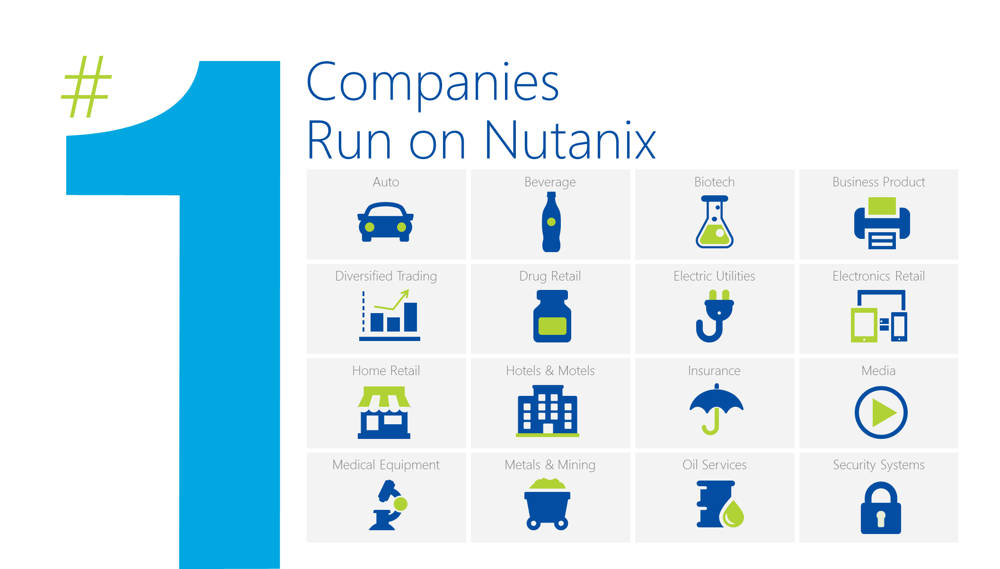 #1
Companies
Run on Nutanix
Auto
Beverage
Biotech
Business Product
Diversified Trading
Drug Retail
Electric Utilities
Electronics Retail
Home Retail
Hotels & Motels
Insurance
Media
Medical Equipment
Metals & Mining
Oil Services
Security Systems